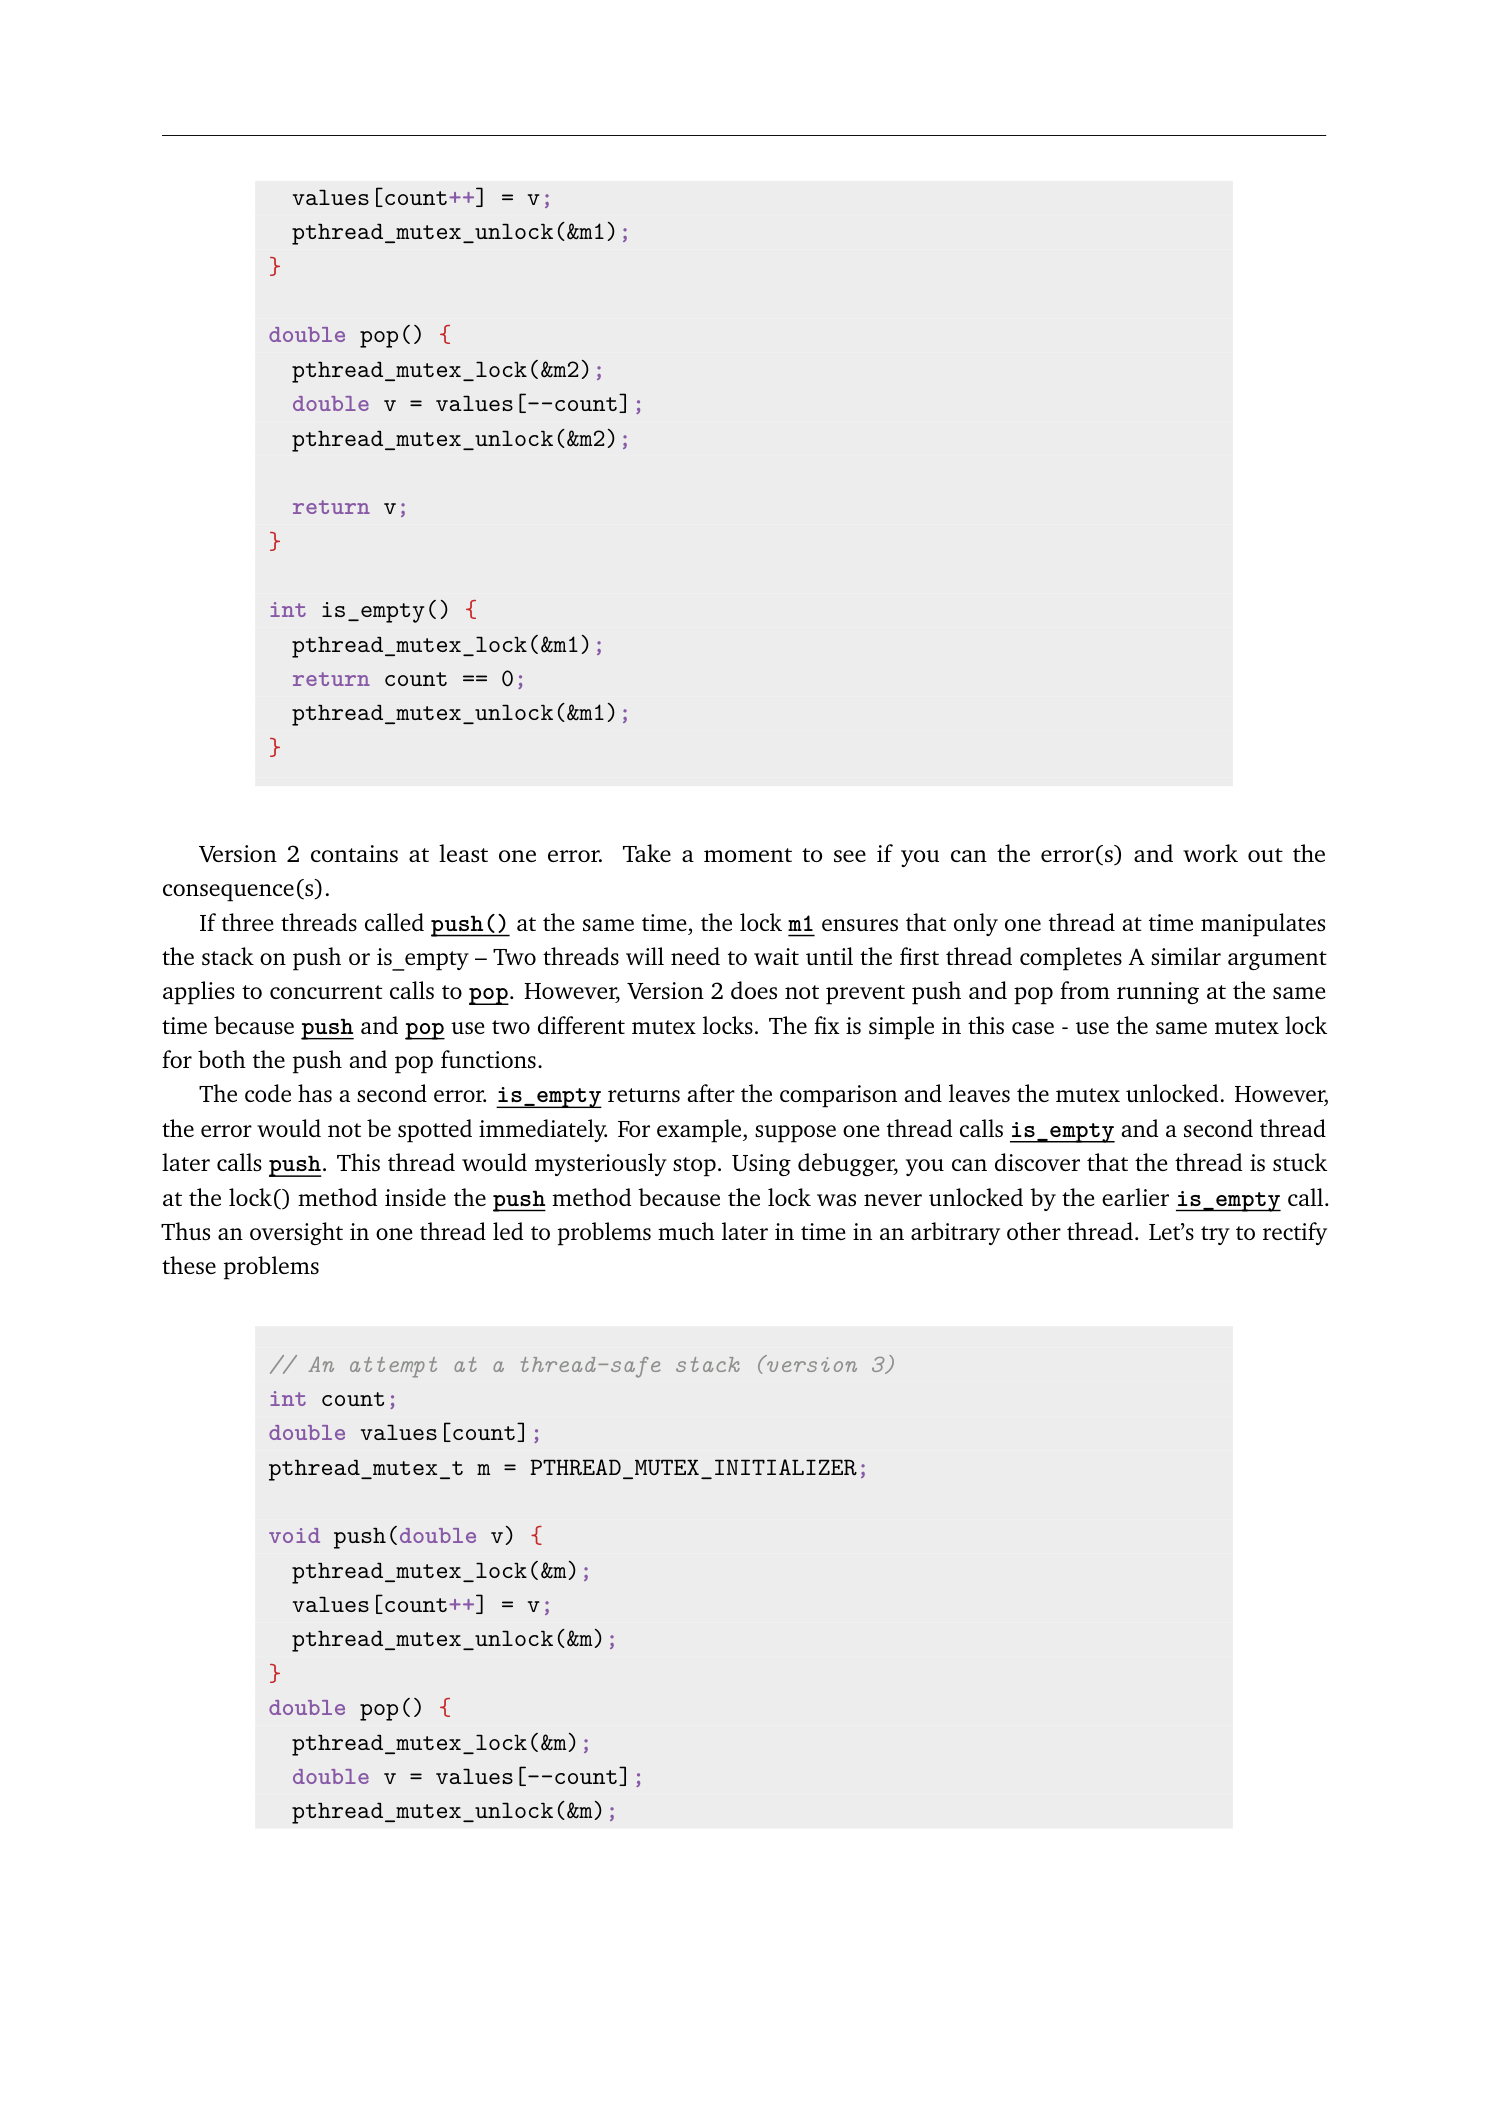 values[count++] = v;
pthread_mutex_unlock(&m1);
}
double pop() {
pthread_mutex_lock(&m2);
double v = values[--count];
pthread_mutex_unlock(&m2);
return v;
}
int is_empty() {
pthread_mutex_lock(&m1);
return count == 0;
pthread_mutex_unlock(&m1);
}
Version 2 contains at least one error. Take a moment to see if you can the error(s) and work out the
consequence(s).
If three threads called push() at the same time, the lock m1 ensures that only one thread at time manipulates
the stack on push or is_empty – Two threads will need to wait until the first thread completes A similar argument
applies to concurrent calls to pop. However, Version 2 does not prevent push and pop from running at the same
time because push and pop use two different mutex locks. The fix is simple in this case - use the same mutex lock
for both the push and pop functions.
The code has a second error. is_empty returns after the comparison and leaves the mutex unlocked. However,
the error would not be spotted immediately. For example, suppose one thread calls is_empty and a second thread
later calls push. This thread would mysteriously stop. Using debugger, you can discover that the thread is stuck
at the lock() method inside the push method because the lock was never unlocked by the earlier is_empty call.
Thus an oversight in one thread led to problems much later in time in an arbitrary other thread. Let's try to rectify
these problems
// An attempt at a thread-safe stack (version 3)
int count;
double values[count];
pthread_mutex_t m = PTHREAD_MUTEX_INITIALIZER;
void push(double v) {
pthread_mutex_lock(&m);
values[count++] = v;
pthread_mutex_unlock(&m);
}
double pop() {
pthread_mutex_lock(&m);
double v = values[--count];
pthread_mutex_unlock(&m);